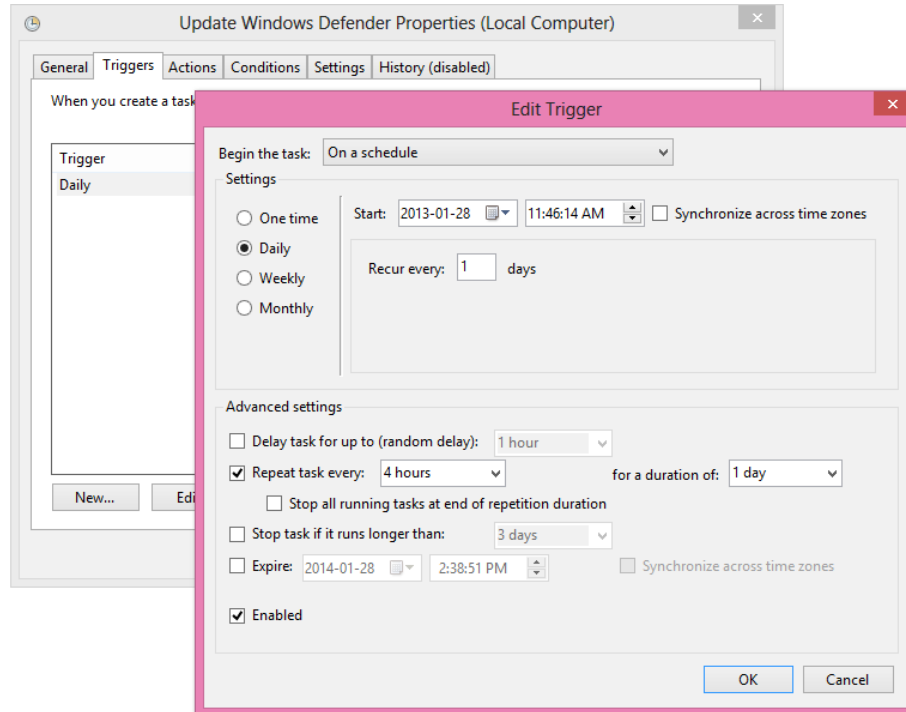 Update Windows Defender Properties (Local Computer)
General Triggers Actions Conditions Settings History (disabled)
When you create a task
Trigger
Daily
New... Edi
Edit Trigger
Begin the task: On a schedule
Settings
One time
Daily
Weekly
Monthly
Start: 2013-01-28 11:46:14 AM Synchronize across time zones
Recur every: 1 days
Advanced settings
Delay task for up to (random delay): 1 hour
Repeat task every: 4 hours for a duration of: 1 day
Stop all running tasks at end of repetition duration
Stop task if it runs longer than: 3 days
Expire: 2014-01-28 2:38:51 PM Synchronize across time zones
Enabled
OK Cancel